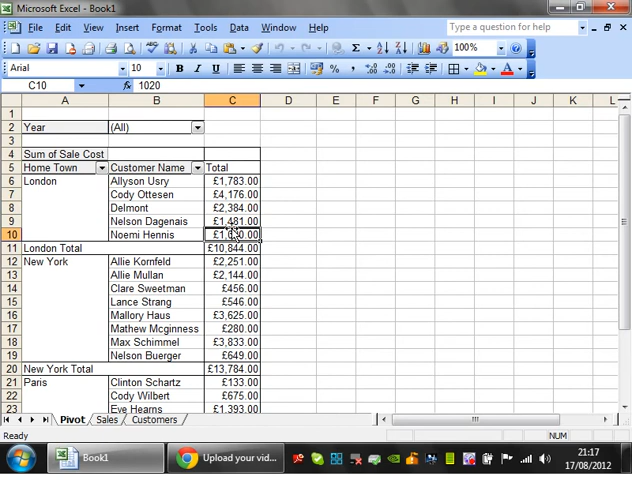 Microsoft Excel - Book1
File Edit View Insert Format Tools Data Window Help
Type a question for help
100%
Arial 10 B I U
C10 fx 1020
A B C D E F G H I J K L
1
2 Year (All)
3
4 Sum of Sale Cost
5 Home Town Customer Name Total
6 London Allyson Usry £1,783.00
7 Cody Ottesen £4,176.00
8 Delmont £2,384.00
9 Nelson Dagenais £1,481.00
10 Noemi Hennis
11 London Total £10,844.00
12 New York Allie Kornfeld £2,251.00
13 Allie Mullan £2,144.00
14 Clare Sweetman £456.00
15 Lance Strang £546.00
16 Mallory Haus £3,625.00
17 Mathew Mcginness £280.00
18 Max Schimmel £3,833.00
19 Nelson Buerger £649.00
20 New York Total £13,784.00
21 Paris Clinton Schartz £133.00
22 Cody Wilbert £675.00
23 Eve Hearns £1,393.00
Pivot Sales Customers
Ready NUM
Book1 Upload your vid... 21:17
17/08/2012